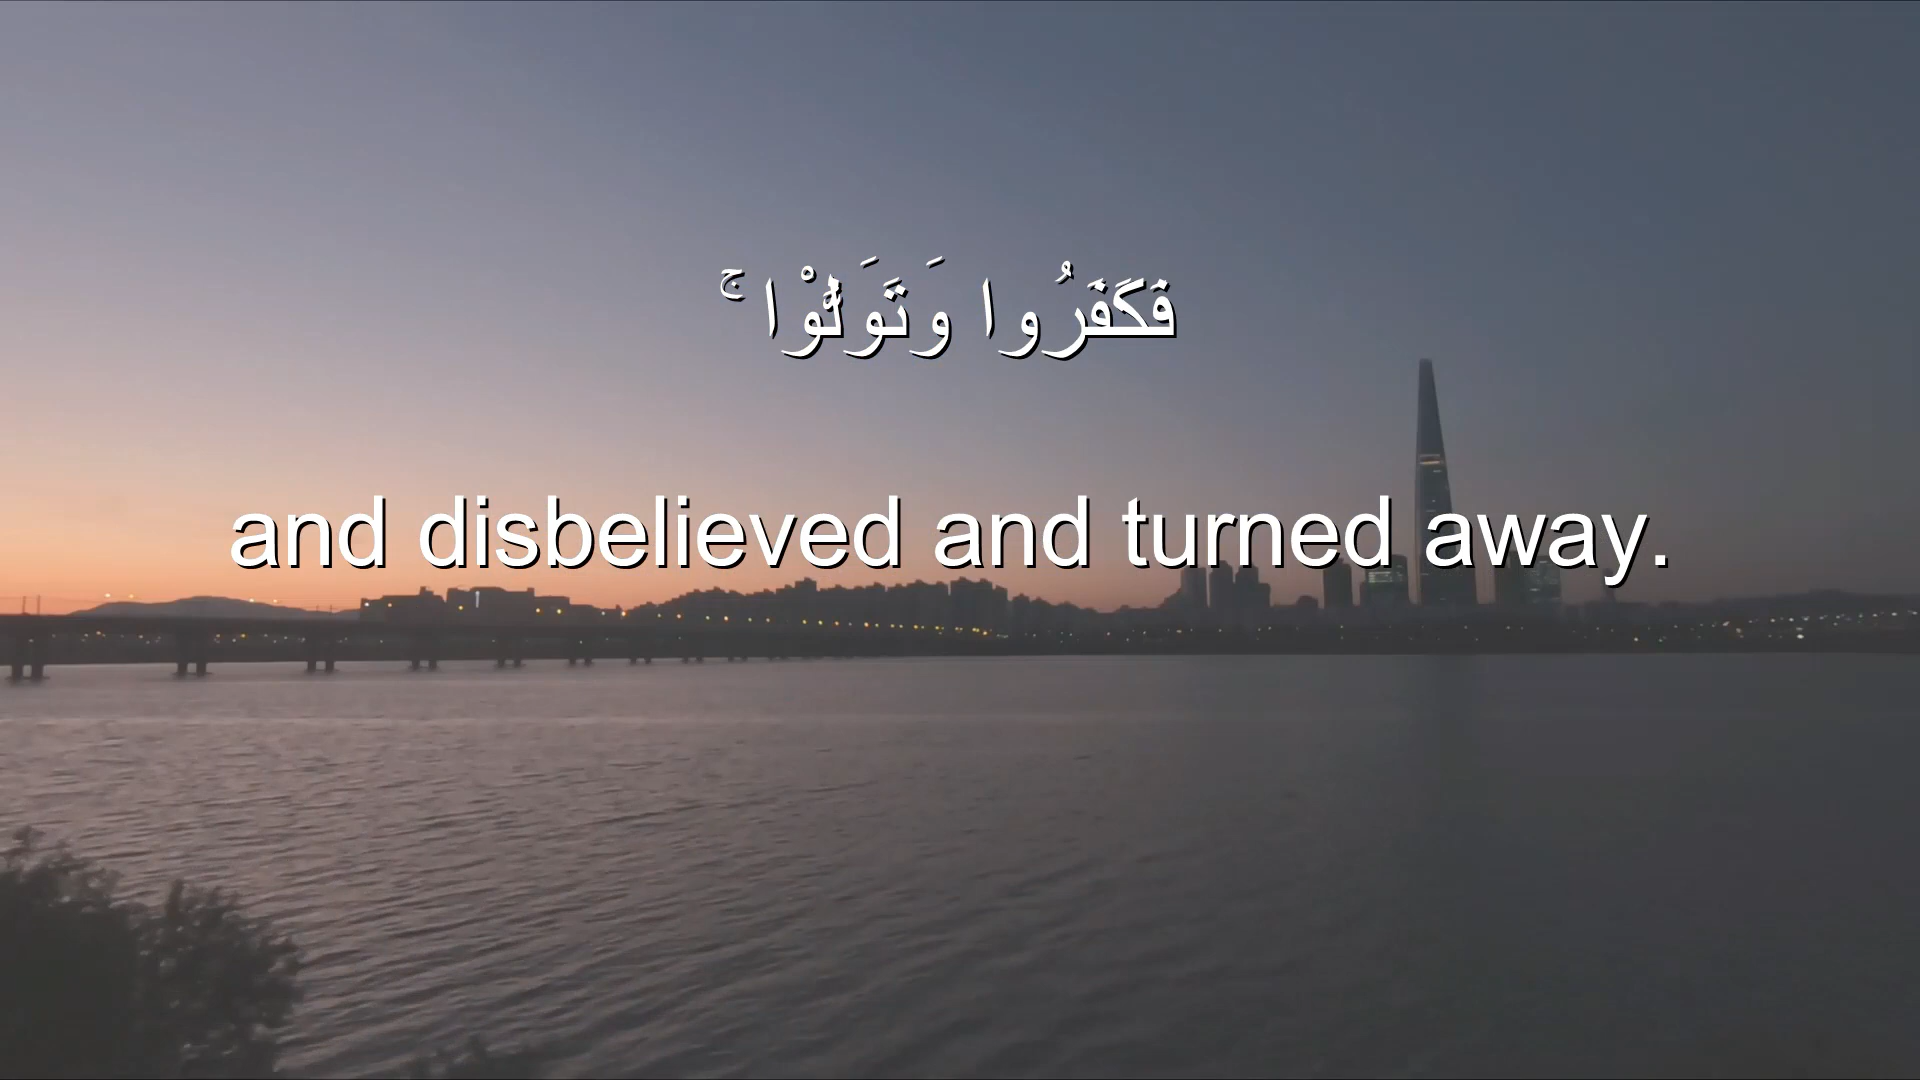 فَكَفَرُوا وَتَوَلَّوْا ۚ
and disbelieved and turned away.